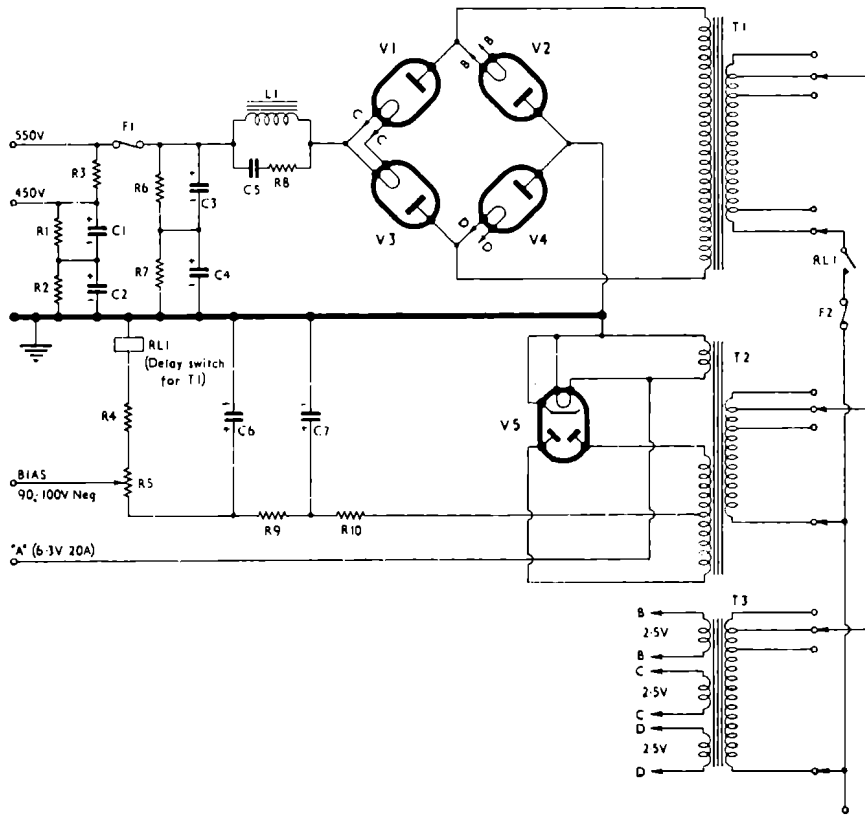 T1
V1
V2
B
B
L1
C
C
550V
F1
R3
R6
C5
R8
C3
450V
R1
C1
V3
V4
D
D
R7
C4
R2
C2
RL1
F2
RL1
(Delay switch
for T1)
T2
R4
C6
C7
V5
BIAS
90-100V Neg
R5
R9
R10
"A" (6·3V 20A)
T3
B
2·5V
B
C
2·5V
C
D
2·5V
D